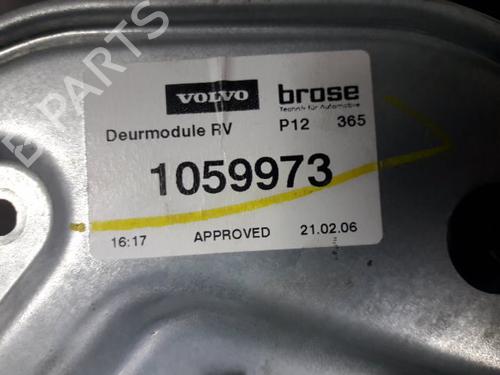 VOLVO
brose
Technik für Automobile
Deurmodule RV P12 365
1059973
16:17 APPROVED 21.02.06
PARTS